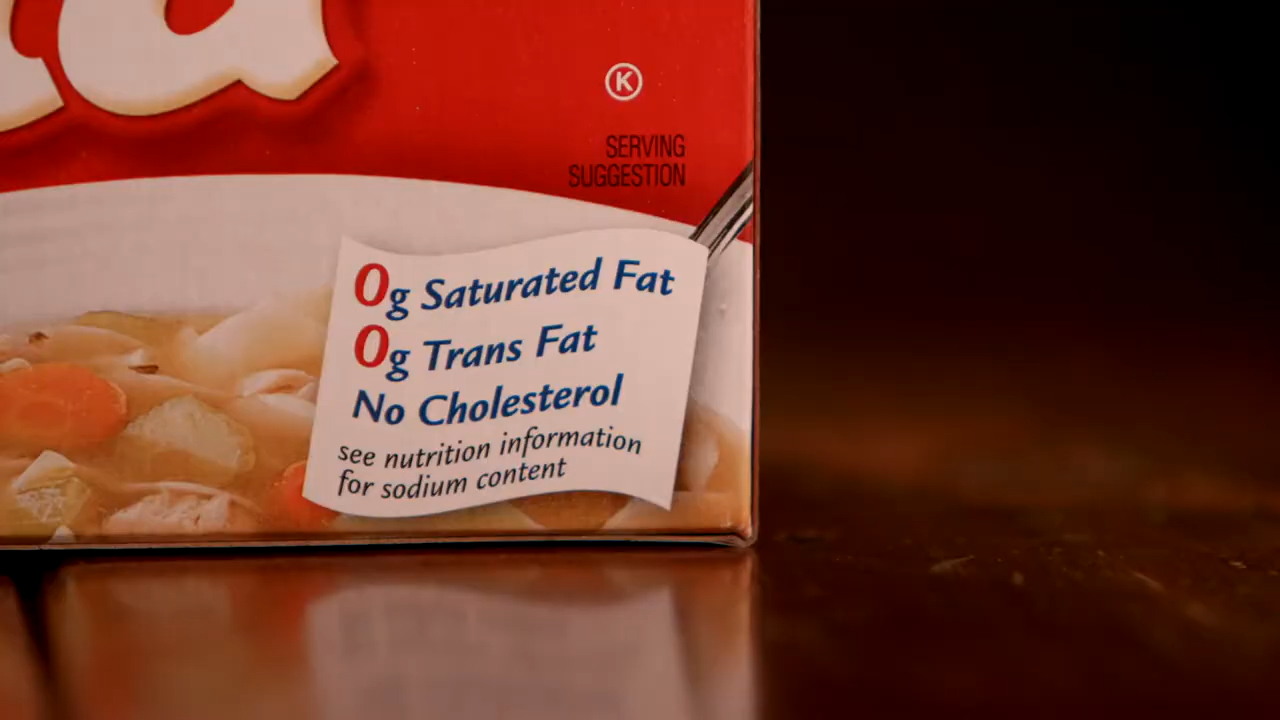 K
SERVING
SUGGESTION
0g Saturated Fat
0g Trans Fat
No Cholesterol
see nutrition information
for sodium content